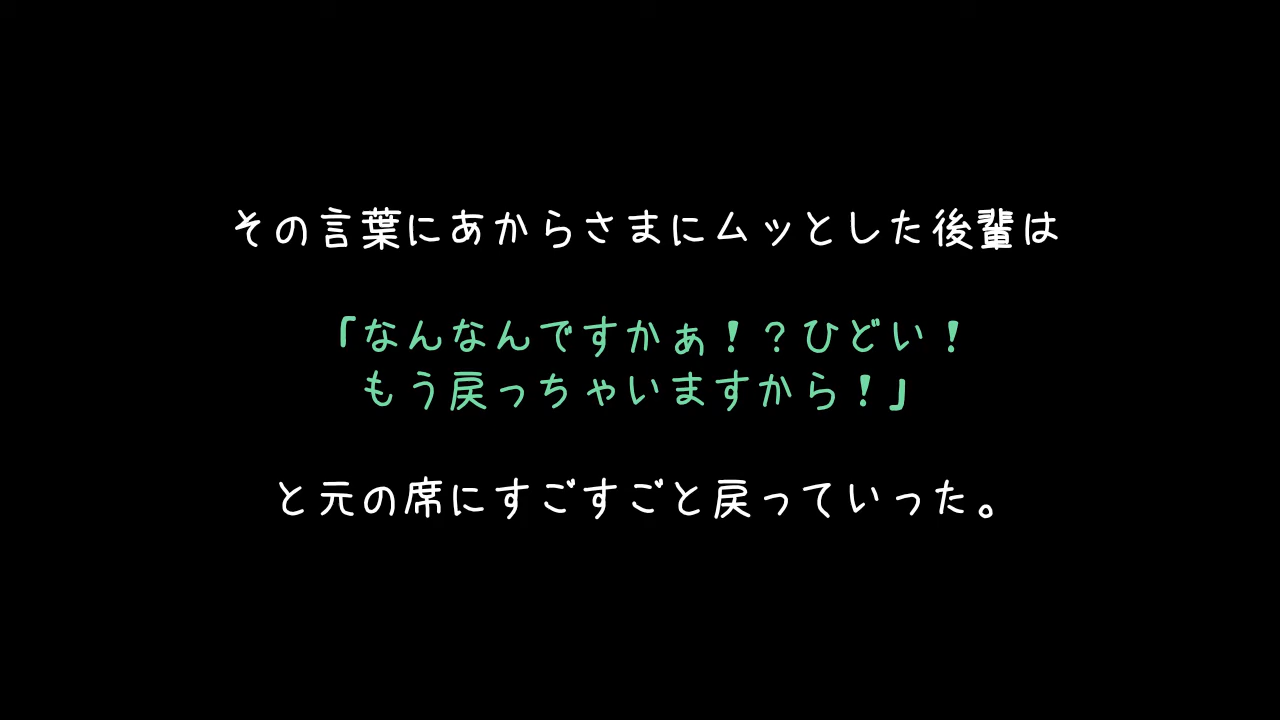 その言葉にあからさまにムッとした後輩は
「なんなんですかぁ！？ひどい！
もう戻っちゃいますから！」
と元の席にすごすごと戻っていった。